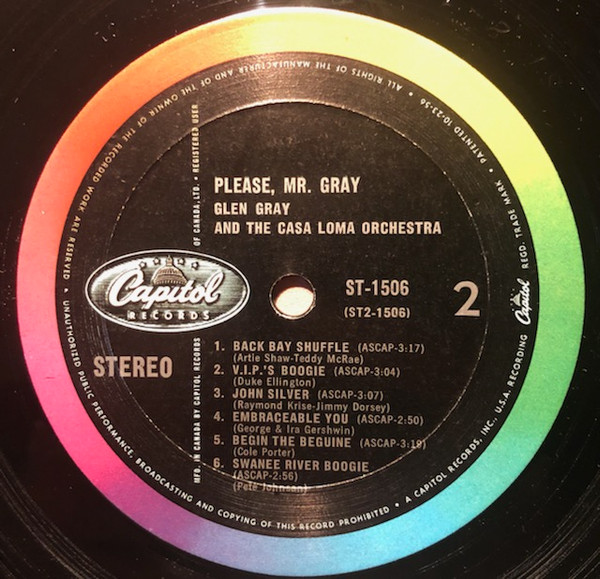 PLEASE, MR. GRAY
GLEN GRAY
AND THE CASA LOMA ORCHESTRA
Capitol
RECORDS
STEREO
ST-1506
(ST2-1506)
2
1. BACK BAY SHUFFLE (ASCAP-3:17)
(Artie Shaw-Teddy McRae)
2. V.I.P.'S BOOGIE (ASCAP-3:04)
(Duke Ellington)
3. JOHN SILVER (ASCAP-3:07)
(Raymond Krise-Jimmy Dorsey)
4. EMBRACEABLE YOU (ASCAP-2:50)
(George & Ira Gershwin)
5. BEGIN THE BEGUINE (ASCAP-3:19)
(Cole Porter)
6. SWANEE RIVER BOOGIE
(ASCAP-2:56)
(Pete Johnson)
MFD. IN CANADA BY CAPITOL RECORDS OF CANADA, LTD. • REGISTERED USER
ALL RIGHTS OF THE MANUFACTURER AND OF THE OWNER OF THE RECORDED WORK ARE RESERVED • UNAUTHORIZED PUBLIC PERFORMANCE, BROADCASTING AND COPYING OF THIS RECORD PROHIBITED • A CAPITOL RECORDS, INC., U.S.A. RECORDING Capitol REGD. TRADE MARK • PATENTED 10-23-56 •